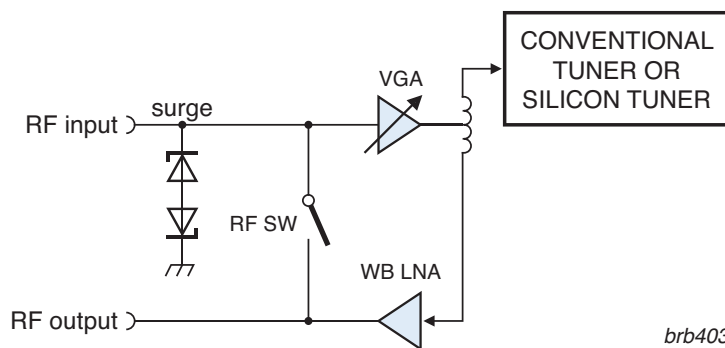 CONVENTIONAL
TUNER OR
SILICON TUNER
VGA
surge
RF input
RF SW
WB LNA
RF output
brb403